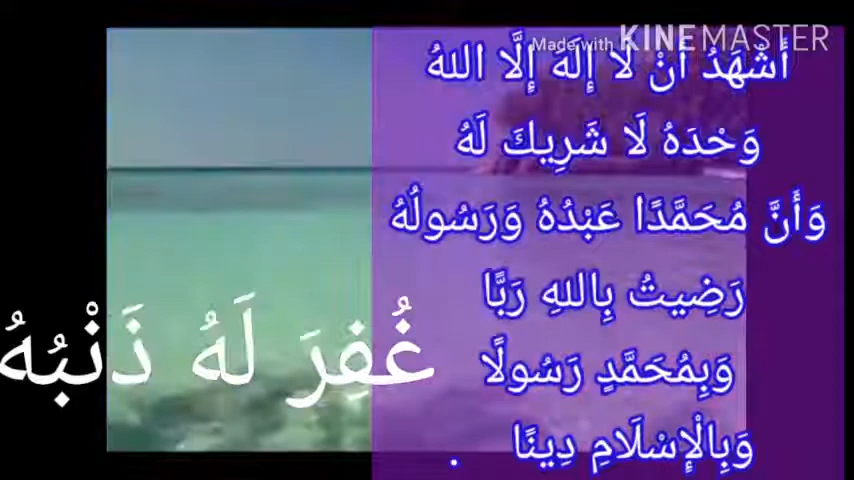 Made with KINEMASTER
أَشْهَدُ أَنْ لَا إِلَهَ إِلَّا اللهُ
وَحْدَهُ لَا شَرِيكَ لَهُ
وَأَنَّ مُحَمَّدًا عَبْدُهُ وَرَسُولُهُ
رَضِيتُ بِاللهِ رَبًّا
وَبِمُحَمَّدٍ رَسُولًا
وَبِالْإِسْلَامِ دِينًا .
غُفِرَ لَهُ ذَنْبُهُ